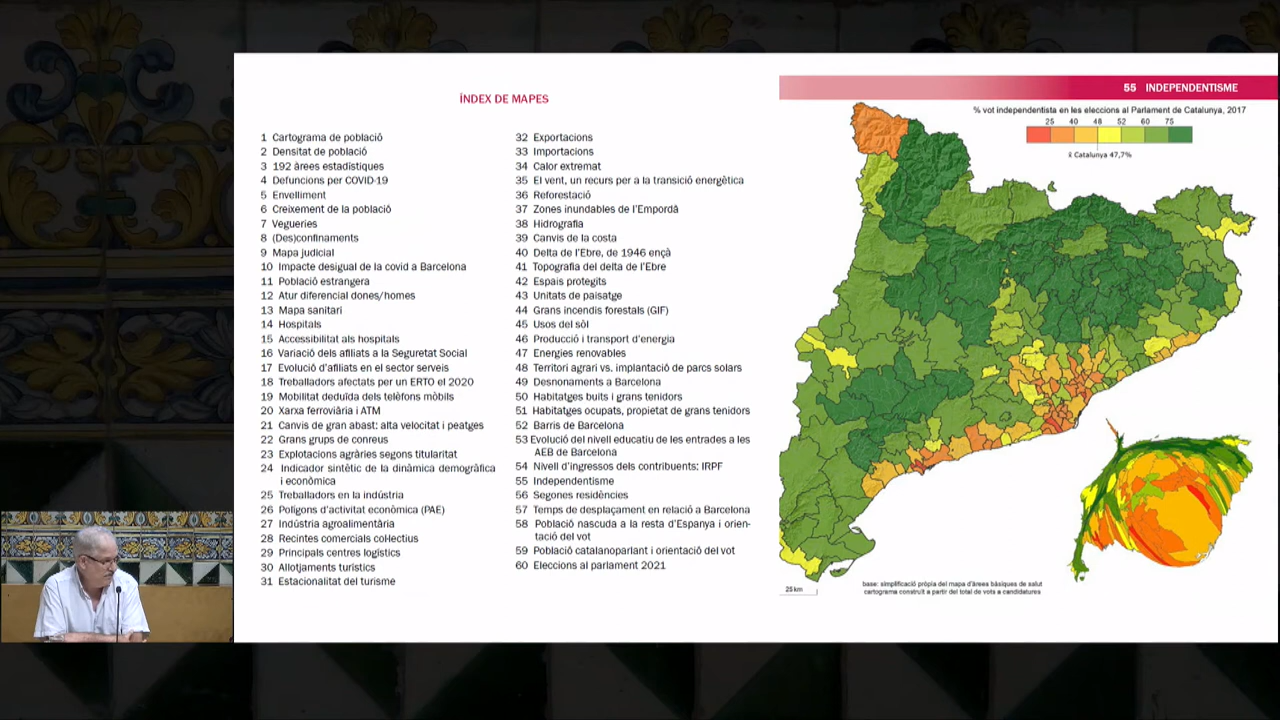 ÍNDEX DE MAPES
1 Cartograma de població
2 Densitat de població
3 192 àrees estadístiques
4 Defuncions per COVID-19
5 Envelliment
6 Creixement de la població
7 Vegueries
8 (Des)confinaments
9 Mapa judicial
10 Impacte desigual de la covid a Barcelona
11 Població estrangera
12 Atur diferencial dones/homes
13 Mapa sanitari
14 Hospitals
15 Accessibilitat als hospitals
16 Variació dels afiliats a la Seguretat Social
17 Evolució d'afiliats en el sector serveis
18 Treballadors afectats per un ERTO el 2020
19 Mobilitat deduïda dels telèfons mòbils
20 Xarxa ferroviària i ATM
21 Canvis de gran abast: alta velocitat i peatges
22 Grans grups de conreus
23 Explotacions agràries segons titularitat
24 Indicador sintètic de la dinàmica demogràfica
i econòmica
25 Treballadors en la indústria
26 Polígons d'activitat econòmica (PAE)
27 Indústria agroalimentària
28 Recintes comercials col·lectius
29 Principals centres logístics
30 Allotjaments turístics
31 Estacionalitat del turisme
32 Exportacions
33 Importacions
34 Calor extremat
35 El vent, un recurs per a la transició energètica
36 Reforestació
37 Zones inundables de l'Empordà
38 Hidrografia
39 Canvis de la costa
40 Delta de l'Ebre, de 1946 ençà
41 Topografia del delta de l'Ebre
42 Espais protegits
43 Unitats de paisatge
44 Grans incendis forestals (GIF)
45 Usos del sòl
46 Producció i transport d'energia
47 Energies renovables
48 Territori agrari vs. implantació de parcs solars
49 Desnonaments a Barcelona
50 Habitatges buits i grans tenidors
51 Habitatges ocupats, propietat de grans tenidors
52 Barris de Barcelona
53 Evolució del nivell educatiu de les entrades a les
AEB de Barcelona
54 Nivell d'ingressos dels contribuents: IRPF
55 Independentisme
56 Segones residències
57 Temps de desplaçament en relació a Barcelona
58 Població nascuda a la resta d'Espanya i orien-
tació del vot
59 Població catalanoparlant i orientació del vot
60 Eleccions al parlament 2021
55 INDEPENDENTISME
% vot independentista en les eleccions al Parlament de Catalunya, 2017
25 40 48 52 60 75
x̄ Catalunya 47,7%
25 km
base: simplificació pròpia del mapa d'àrees bàsiques de salut
cartograma construït a partir del total de vots a candidatures